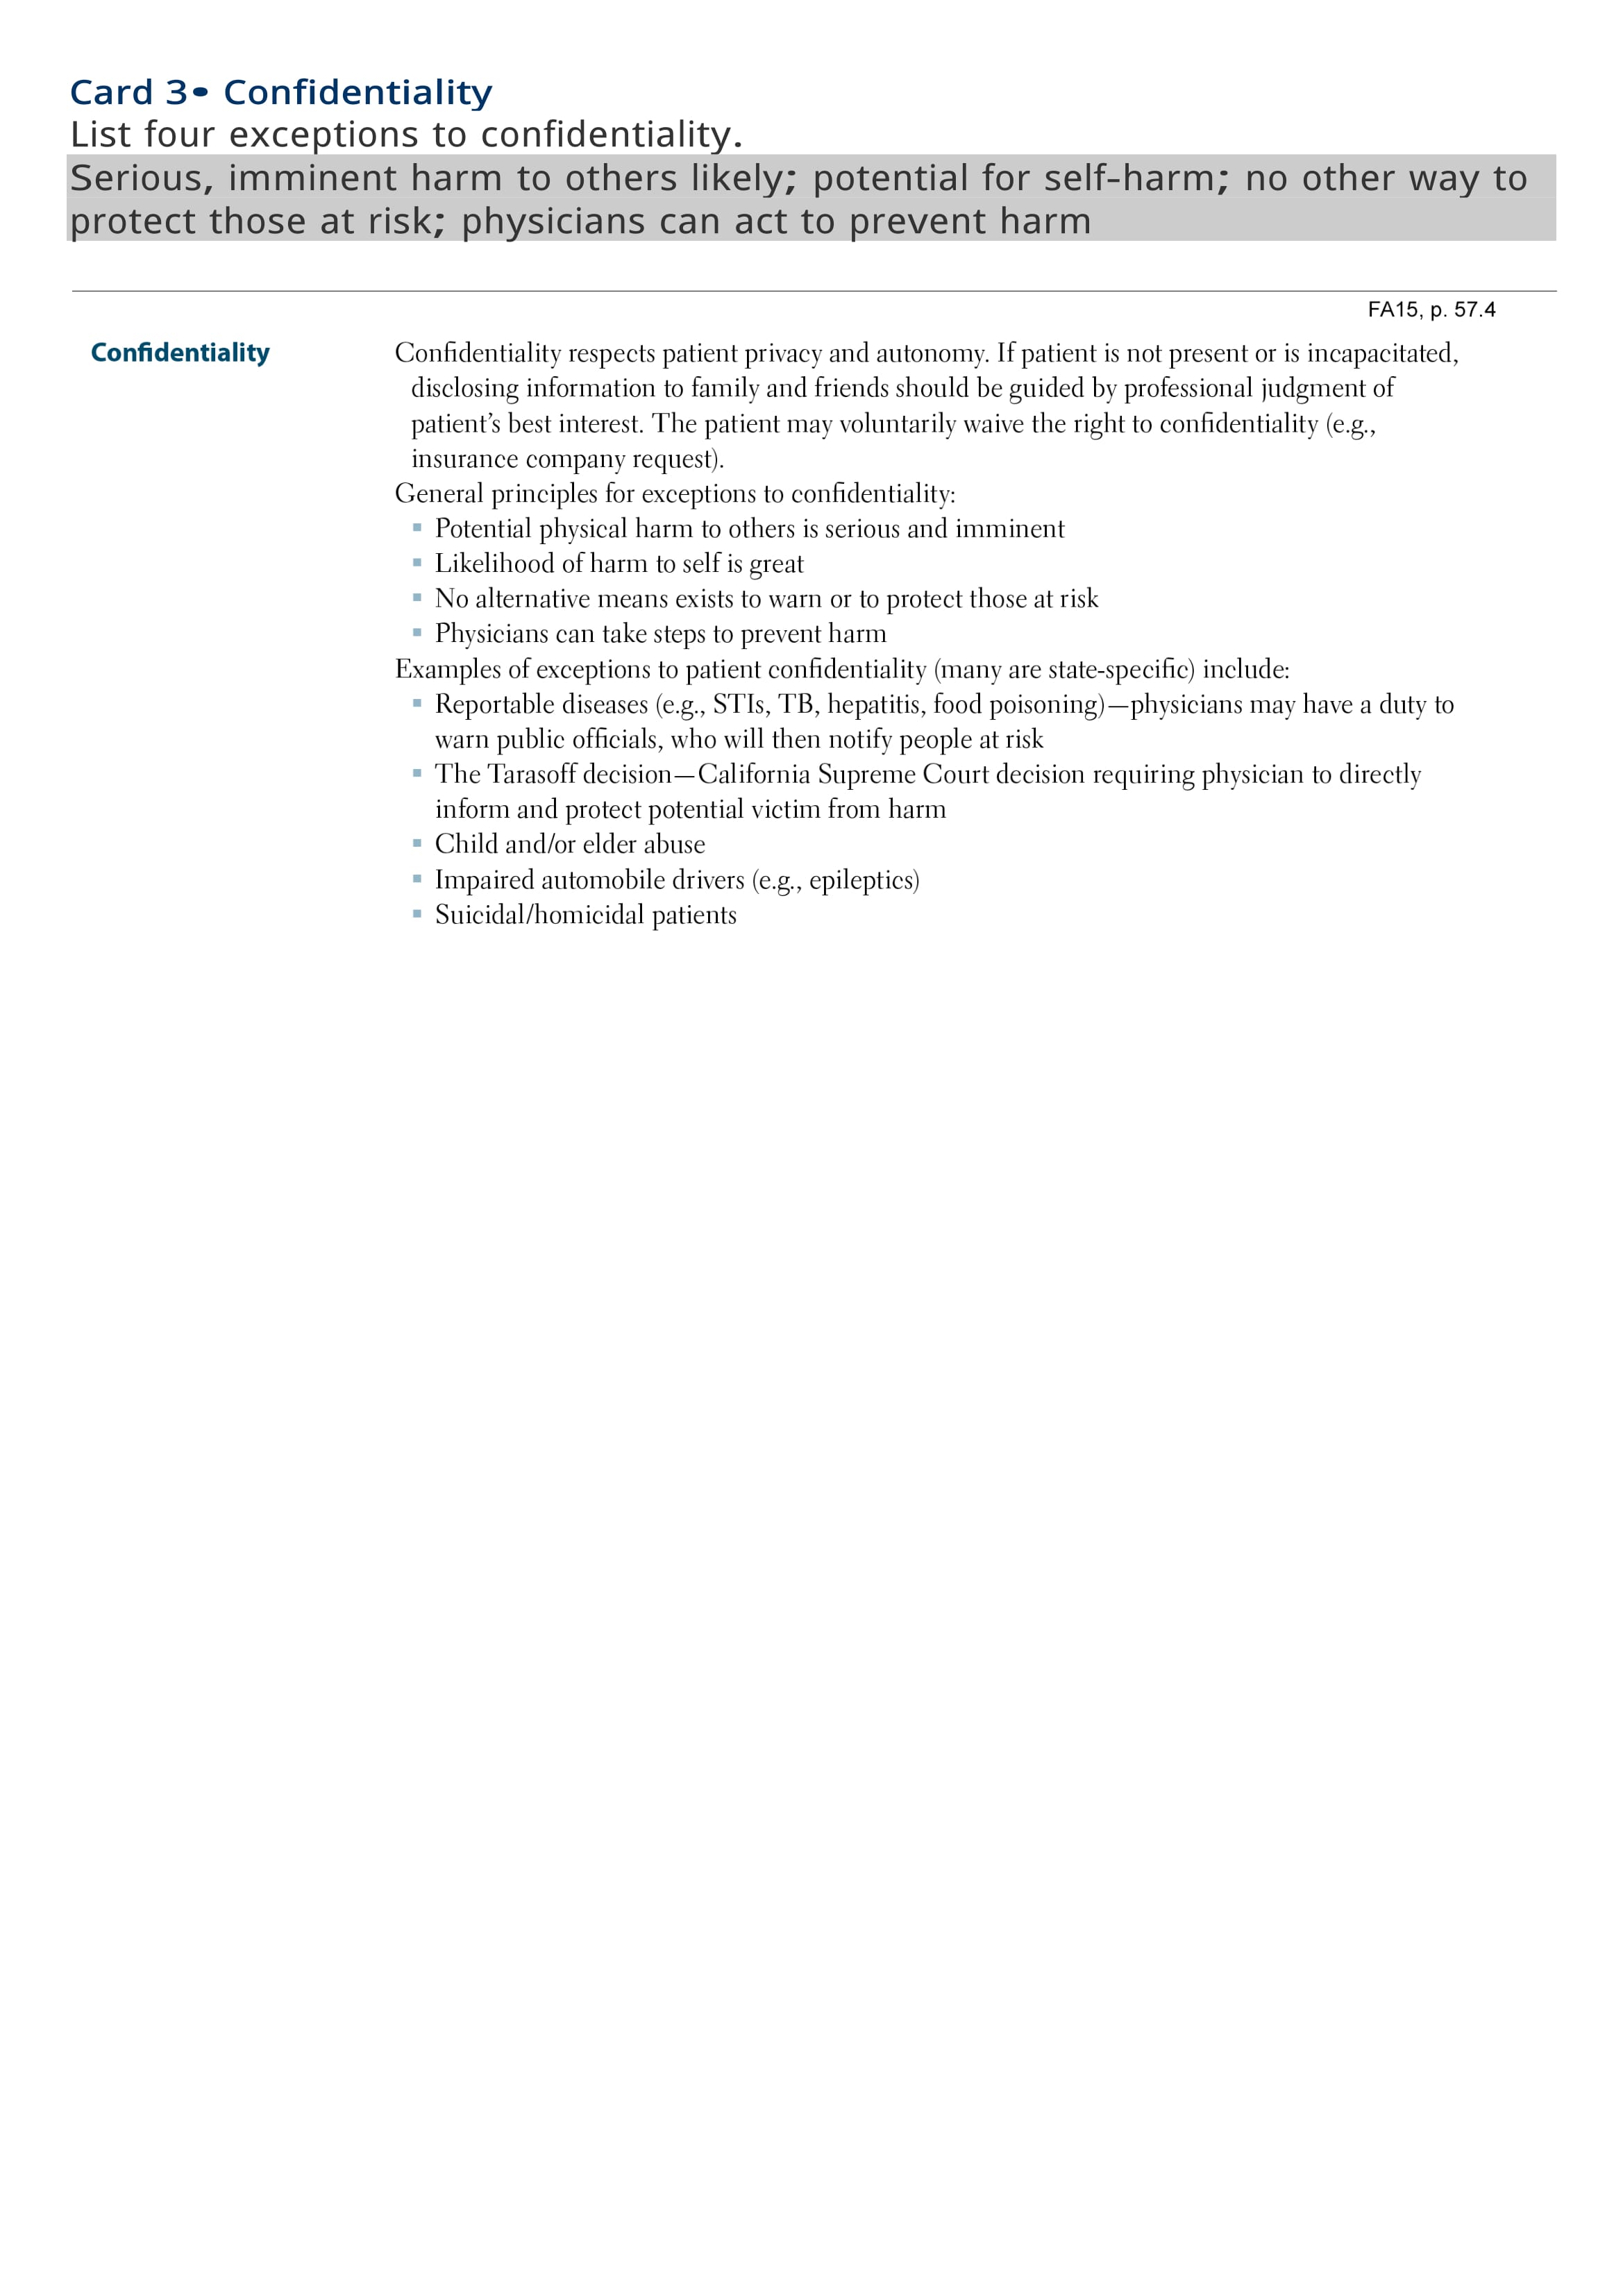 Card 3• Confidentiality
List four exceptions to confidentiality.
Serious, imminent harm to others likely; potential for self-harm; no other way to
protect those at risk; physicians can act to prevent harm
FA15, p. 57.4
Confidentiality
Confidentiality respects patient privacy and autonomy. If patient is not present or is incapacitated,
disclosing information to family and friends should be guided by professional judgment of
patient’s best interest. The patient may voluntarily waive the right to confidentiality (e.g.,
insurance company request).
General principles for exceptions to confidentiality:
▪ Potential physical harm to others is serious and imminent
▪ Likelihood of harm to self is great
▪ No alternative means exists to warn or to protect those at risk
▪ Physicians can take steps to prevent harm
Examples of exceptions to patient confidentiality (many are state-specific) include:
▪ Reportable diseases (e.g., STIs, TB, hepatitis, food poisoning)—physicians may have a duty to
warn public officials, who will then notify people at risk
▪ The Tarasoff decision—California Supreme Court decision requiring physician to directly
inform and protect potential victim from harm
▪ Child and/or elder abuse
▪ Impaired automobile drivers (e.g., epileptics)
▪ Suicidal/homicidal patients